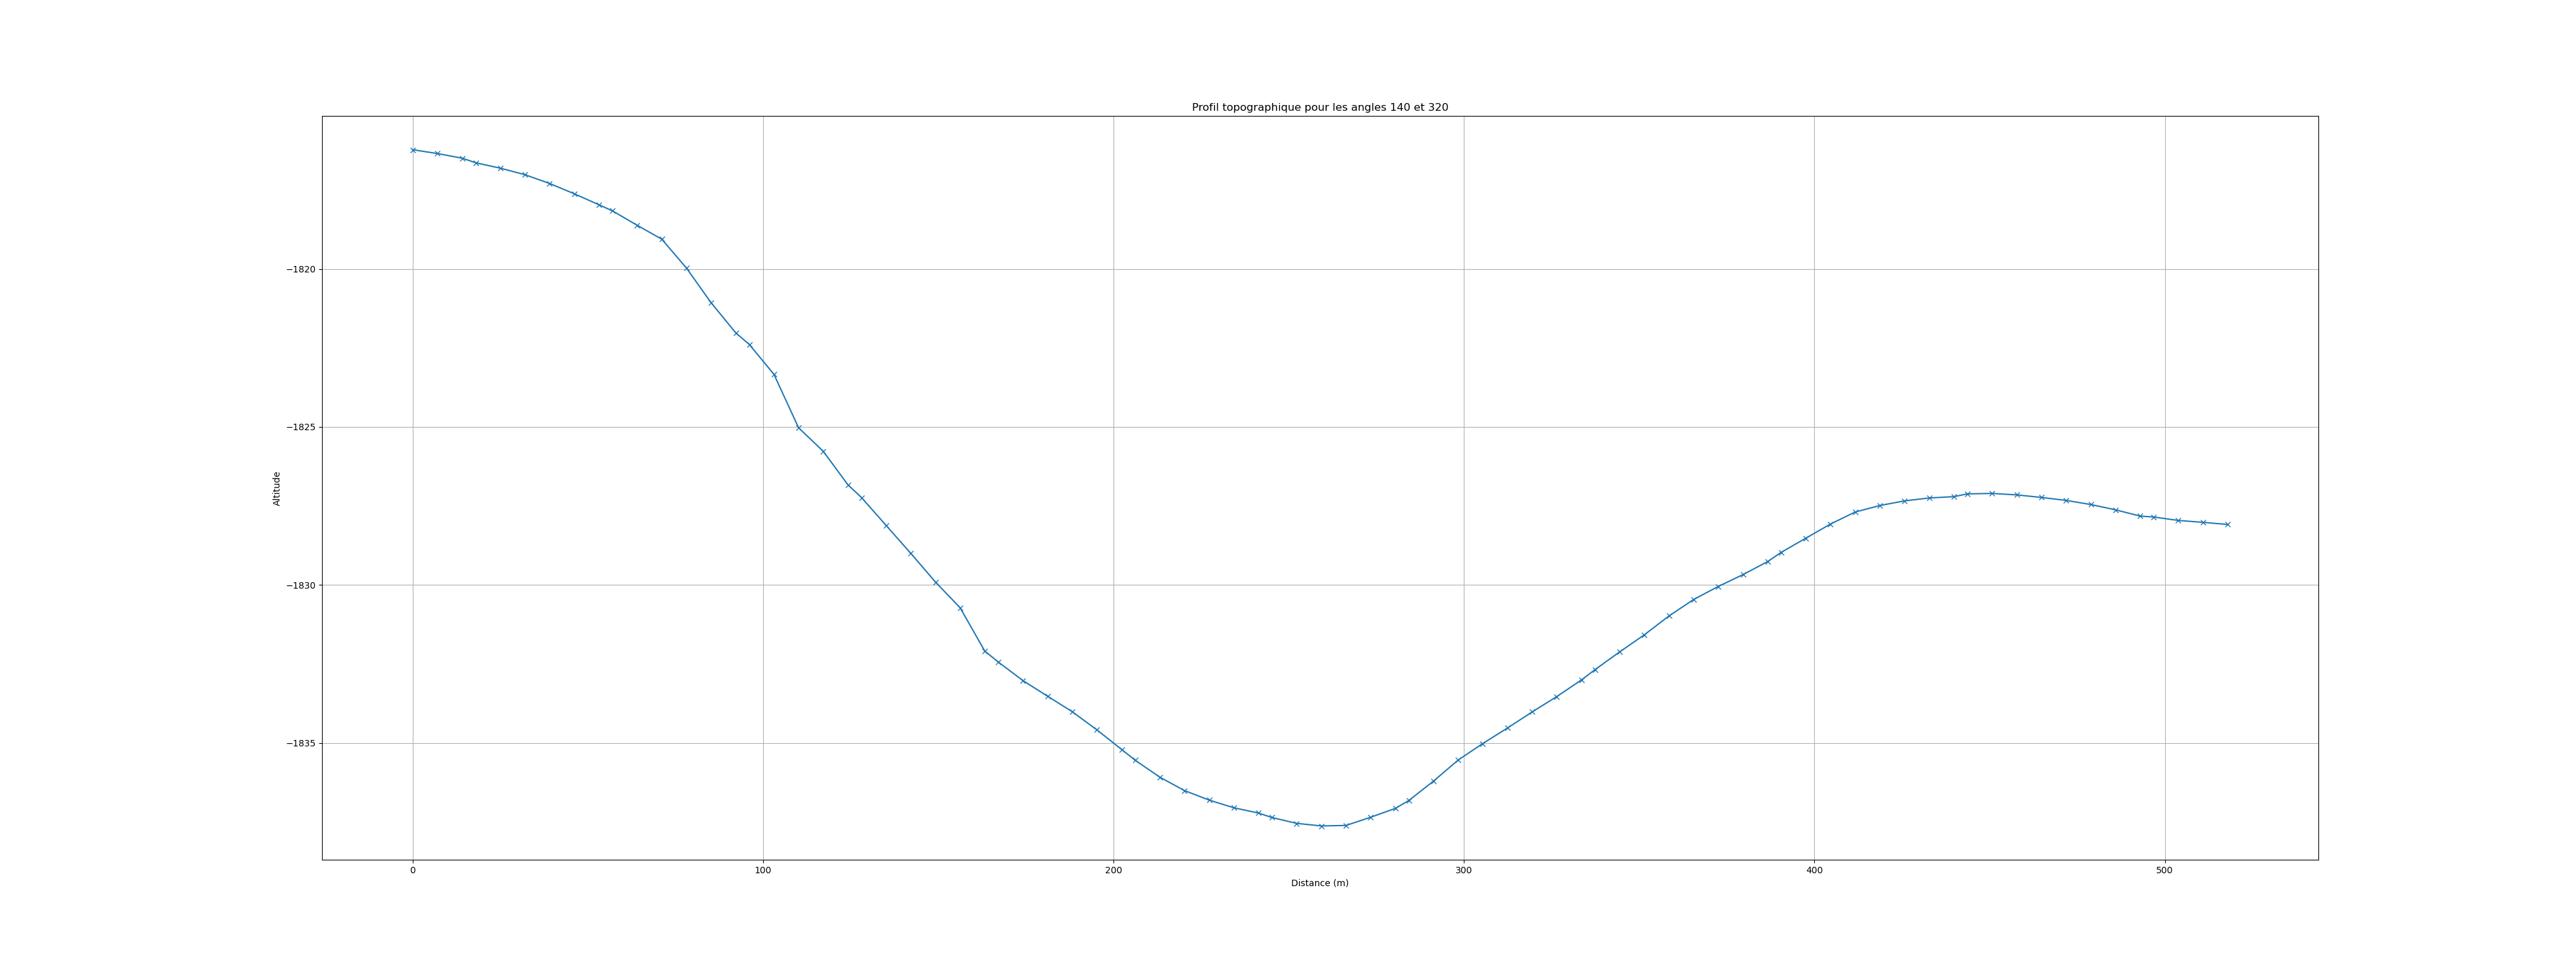 Profil topographique pour les angles 140 et 320
Altitude
−1820
−1825
−1830
−1835
0 100 200 300 400 500
Distance (m)